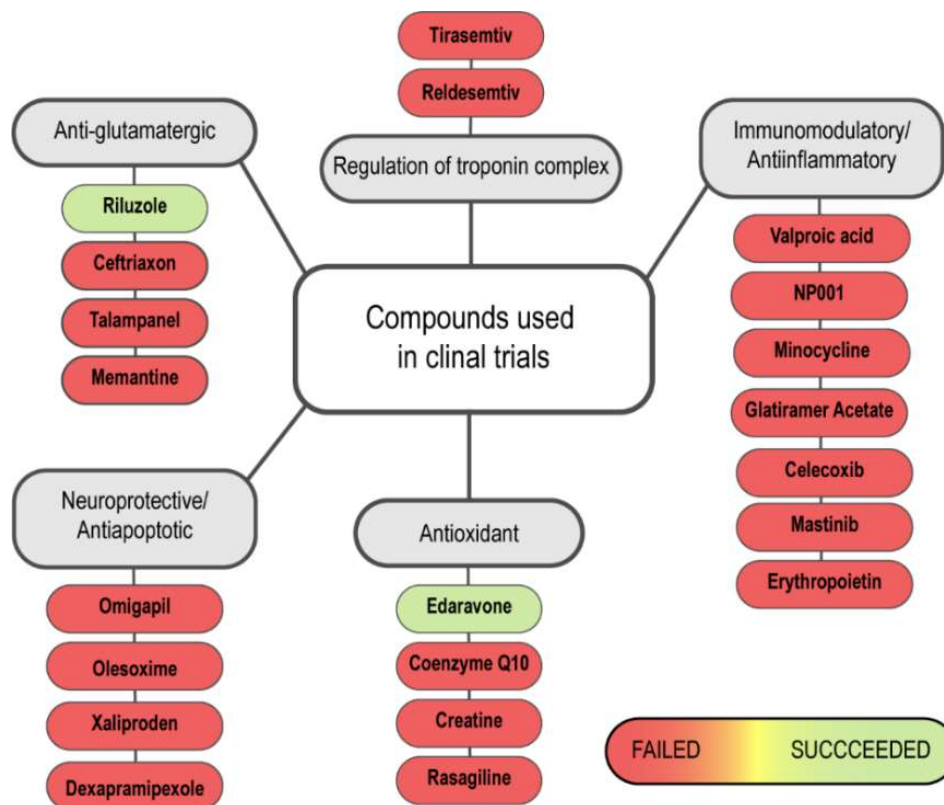 Tirasemtiv
Reldesemtiv
Regulation of troponin complex
Anti-glutamatergic
Riluzole
Ceftriaxon
Talampanel
Memantine
Immunomodulatory/
Antiinflammatory
Valproic acid
NP001
Minocycline
Glatiramer Acetate
Celecoxib
Mastinib
Erythropoietin
Compounds used
in clinal trials
Neuroprotective/
Antiapoptotic
Omigapil
Olesoxime
Xaliproden
Dexapramipexole
Antioxidant
Edaravone
Coenzyme Q10
Creatine
Rasagiline
FAILED SUCCCEEDED